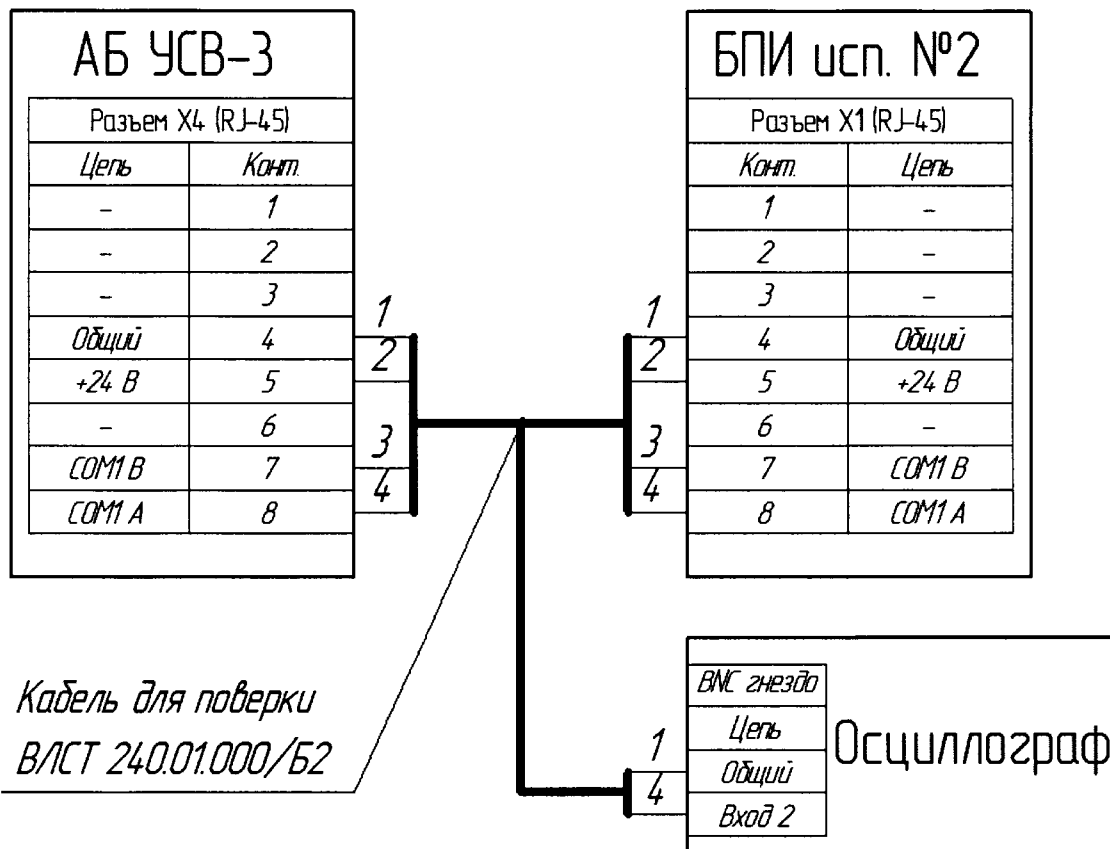 АБ УСВ-3
Разъем X4 (RJ-45)
Цепь Конт.
- 1
- 2
- 3
Общий 4
+24 В 5
- 6
COM1 B 7
COM1 A 8
1
2
3
4
БПИ исп. №2
Разъем X1 (RJ-45)
Конт. Цепь
1 -
2 -
3 -
4 Общий
5 +24 В
6 -
7 COM1 B
8 COM1 A
1
2
3
4
Кабель для поверки
ВЛСТ 240.01.000/Б2
BNC гнездо
Цепь
Общий
Вход 2
1
4
Осциллограф